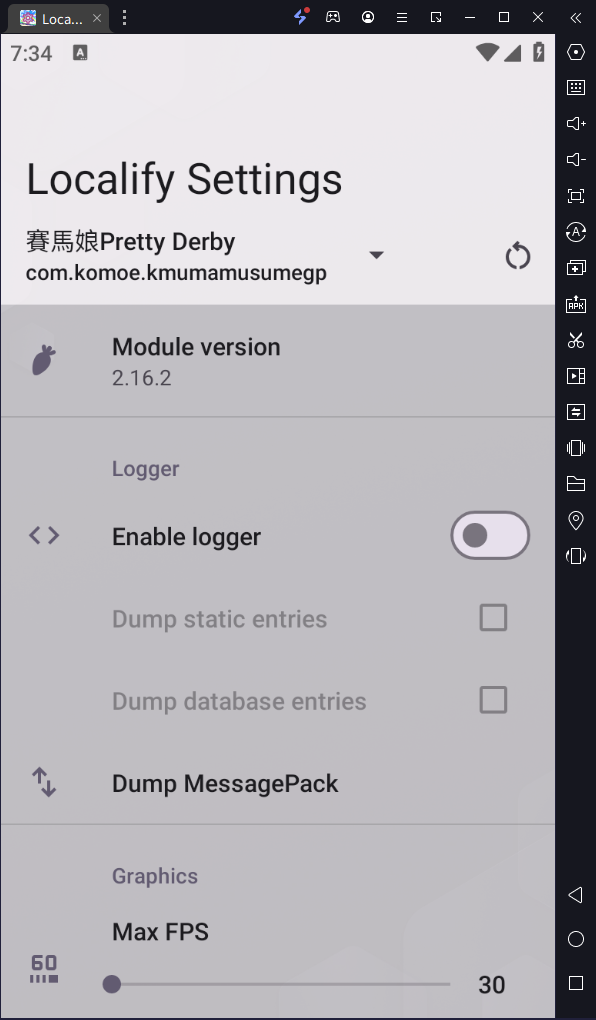 Loca...
7:34
A
Localify Settings
賽馬娘Pretty Derby
com.komoe.kmumamusumegp
Module version
2.16.2
Logger
Enable logger
Dump static entries
Dump database entries
Dump MessagePack
Graphics
Max FPS
60
30
A
APK